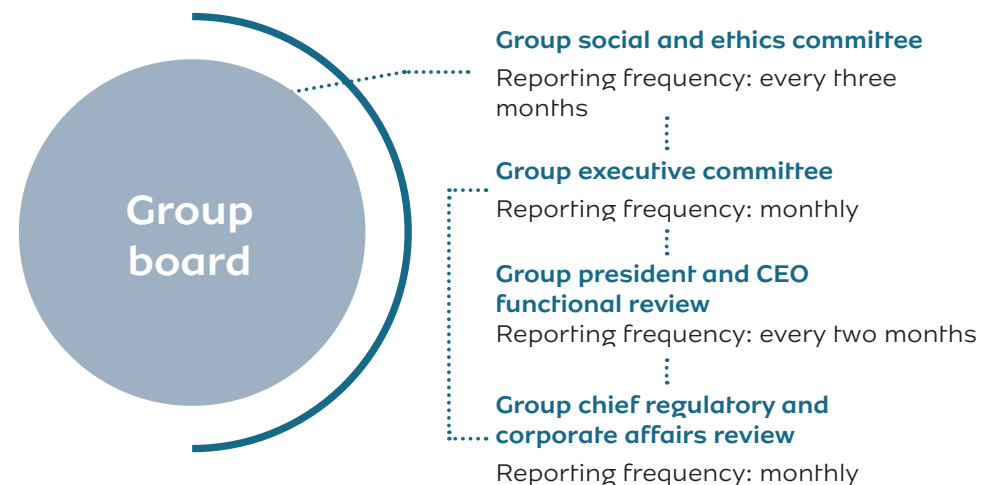 Group
board
Group social and ethics committee
Reporting frequency: every three
months
Group executive committee
Reporting frequency: monthly
Group president and CEO
functional review
Reporting frequency: every two months
Group chief regulatory and
corporate affairs review
Reporting frequency: monthly